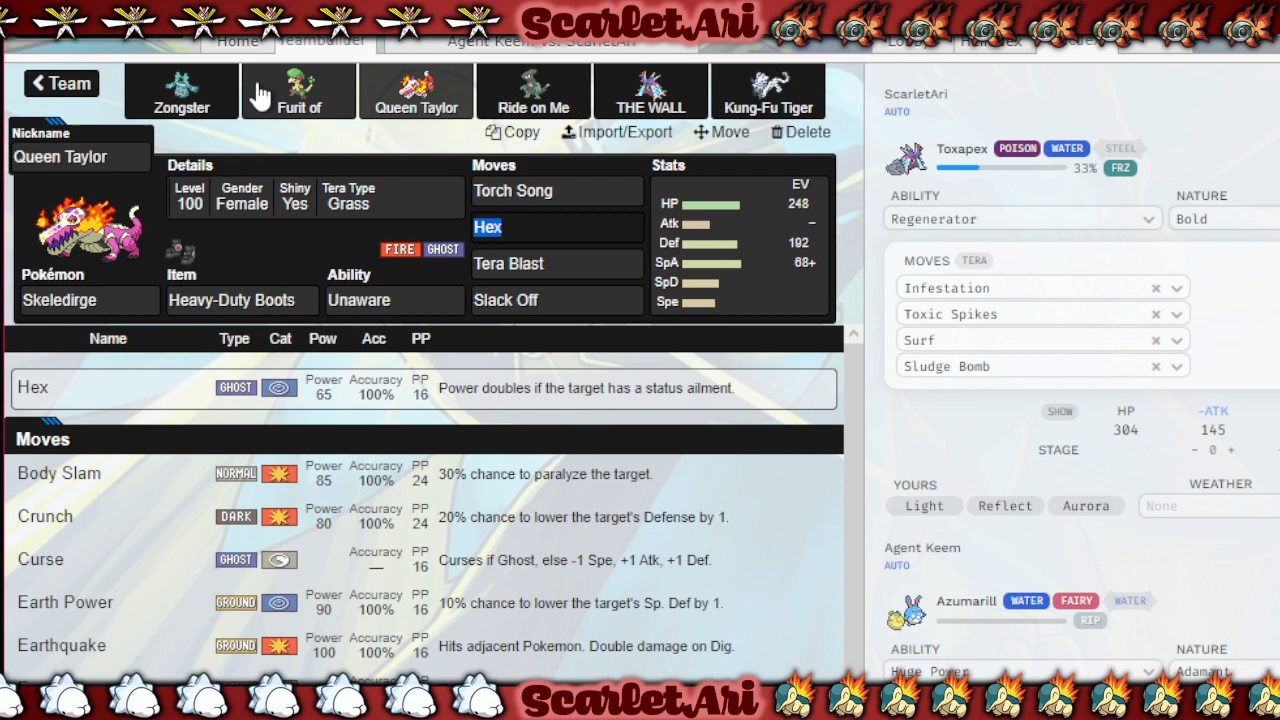 ScarletAri
Home
Teambuilder
Agent Keem vs. ScarletAri
Team
Zongster
Furit of
Queen Taylor
Ride on Me
THE WALL
Kung-Fu Tiger
Copy
Import/Export
Move
Delete
Nickname
Queen Taylor
Details
Level
100
Gender
Female
Shiny
Yes
Tera Type
Grass
FIRE GHOST
Pokémon
Skeledirge
Item
Heavy-Duty Boots
Ability
Unaware
Moves
Torch Song
Hex
Tera Blast
Slack Off
Stats
EV
HP 248
Atk –
Def 192
SpA 68+
SpD
Spe
Name Type Cat Pow Acc PP
Hex GHOST Power 65 Accuracy 100% PP 16 Power doubles if the target has a status ailment.
Moves
Body Slam NORMAL Power 85 Accuracy 100% PP 24 30% chance to paralyze the target.
Crunch DARK Power 80 Accuracy 100% PP 24 20% chance to lower the target's Defense by 1.
Curse GHOST Accuracy — PP 16 Curses if Ghost, else -1 Spe, +1 Atk, +1 Def.
Earth Power GROUND Power 90 Accuracy 100% PP 16 10% chance to lower the target's Sp. Def by 1.
Earthquake GROUND Power 100 Accuracy 100% PP 16 Hits adjacent Pokemon. Double damage on Dig.
ScarletAri
AUTO
Toxapex POISON WATER STEEL
33% FRZ
ABILITY NATURE
Regenerator Bold
MOVES TERA
Infestation
Toxic Spikes
Surf
Sludge Bomb
SHOW HP -ATK
304 145
STAGE - 0 +
YOURS WEATHER
Light Reflect Aurora None
Agent Keem
AUTO
Azumarill WATER FAIRY WATER
RIP
ABILITY NATURE
Huge Power Adamant
ScarletAri